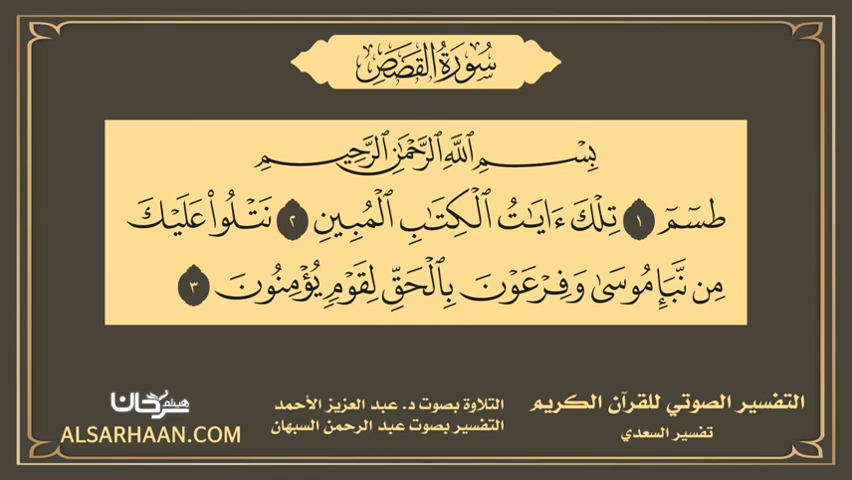 سُورَةُ القَصَصِ
بِسْمِ ٱللَّهِ ٱلرَّحْمَٰنِ ٱلرَّحِيمِ
طسٓمٓ ١ تِلْكَ ءَايَٰتُ ٱلْكِتَٰبِ ٱلْمُبِينِ ٢ نَتْلُوا۟ عَلَيْكَ
مِن نَّبَإِ مُوسَىٰ وَفِرْعَوْنَ بِٱلْحَقِّ لِقَوْمٍ يُؤْمِنُونَ ٣
التفسير الصوتي للقرآن الكريم
تفسير السعدي
التلاوة بصوت د. عبد العزيز الأحمد
التفسير بصوت عبد الرحمن السبهان
هيثم سرحان
ALSARHAAN.COM